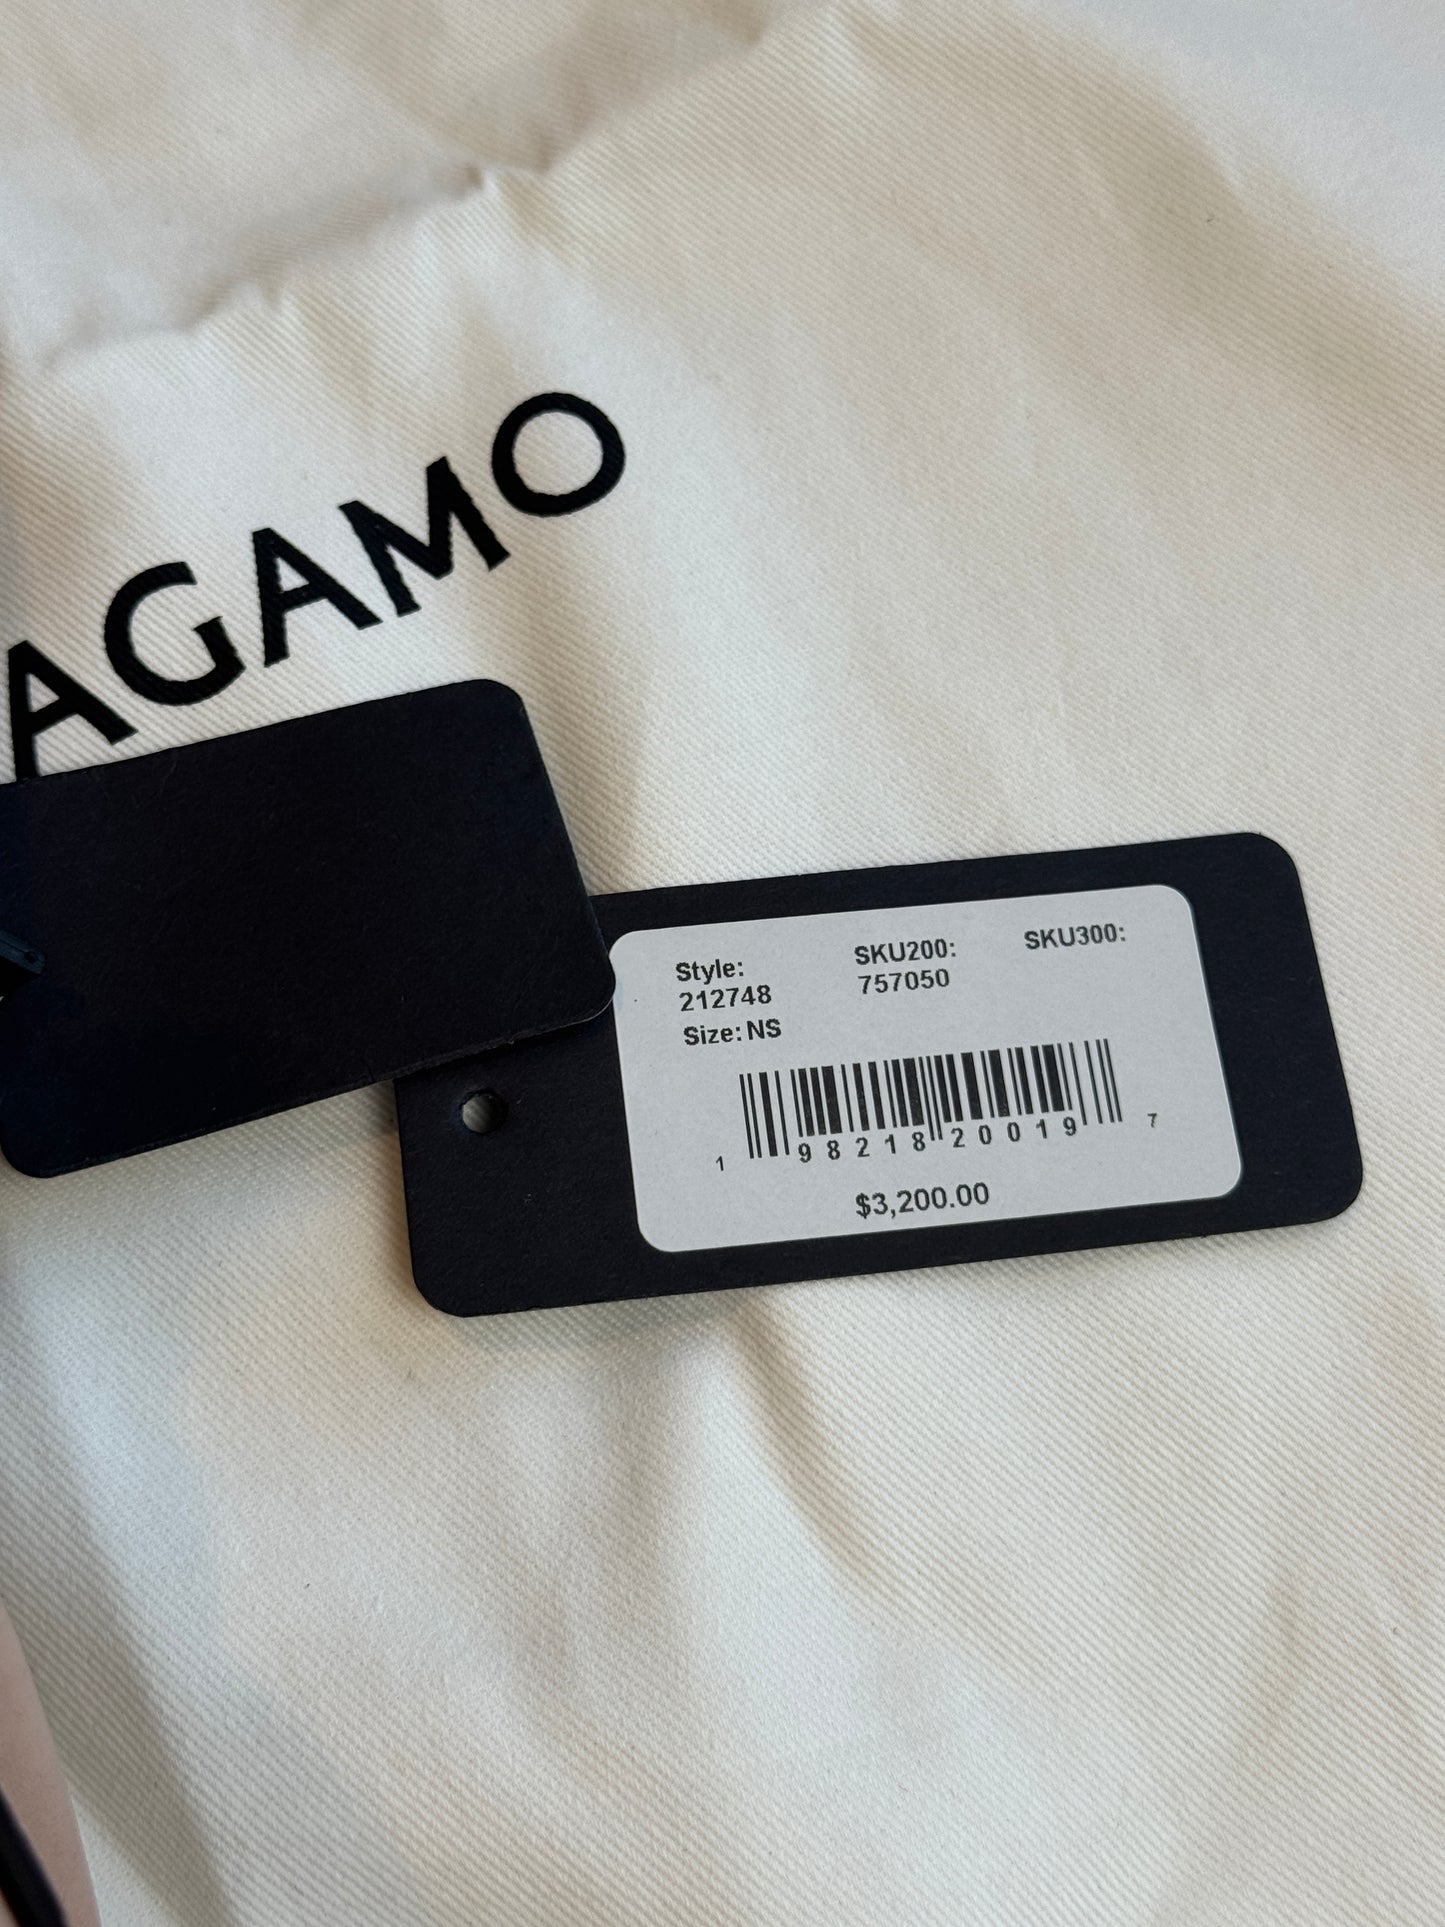 AGAMO
Style: SKU200: SKU300:
212748 757050
Size: NS
1 98218 20019 7
$3,200.00